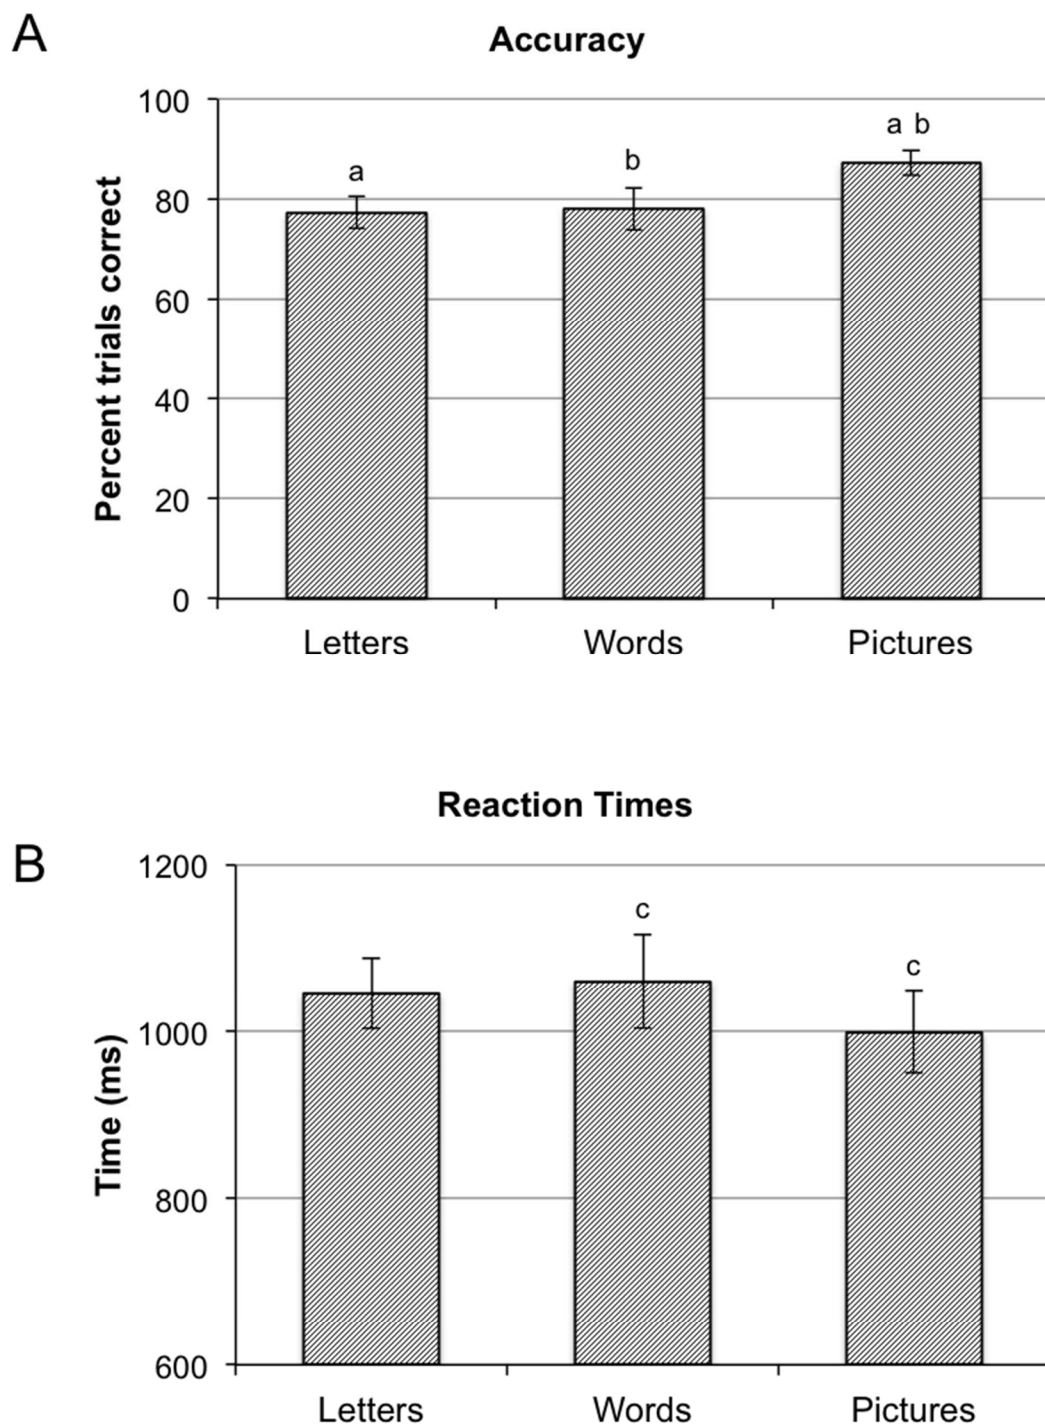 A
Accuracy
Percent trials correct
100
80
60
40
20
0
a
b
a b
Letters Words Pictures
B
Reaction Times
Time (ms)
1200
1000
800
600
c
c
Letters Words Pictures